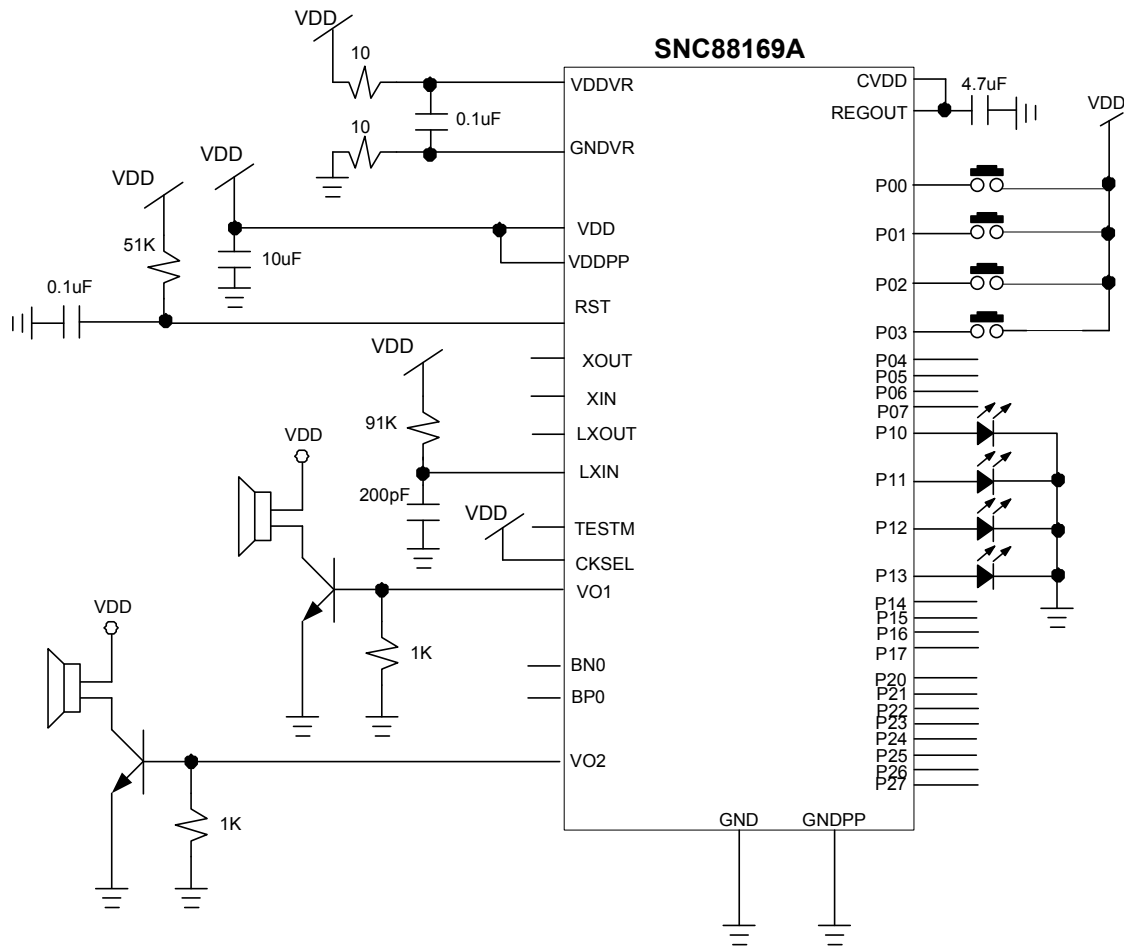 SNC88169A
VDD
10
VDDVR
0.1uF
10
GNDVR
VDD
VDD
VDD
51K
10uF
VDDPP
0.1uF
RST
VDD
XOUT
XIN
91K
LXOUT
LXIN
200pF
VDD
TESTM
CKSEL
VDD
VO1
1K
BN0
BP0
VDD
VO2
1K
GND
GNDPP
CVDD
4.7uF
REGOUT
VDD
P00
P01
P02
P03
P04
P05
P06
P07
P10
P11
P12
P13
P14
P15
P16
P17
P20
P21
P22
P23
P24
P25
P26
P27